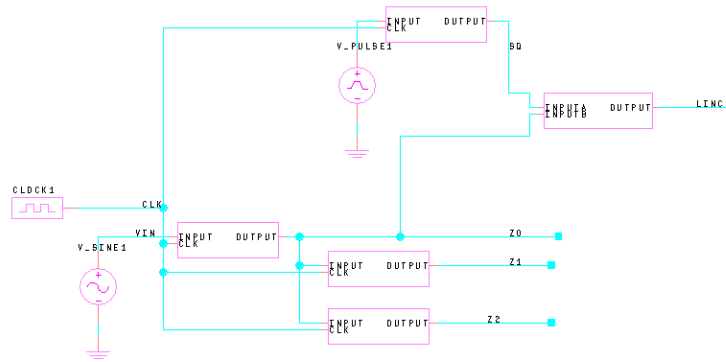 INPUT OUTPUT
CLK
V_PULSE1
SQ
INPUTA OUTPUT
INPUTB
LINC
CLOCK1
CLK
VIN
INPUT OUTPUT
CLK
Z0
V_SINE1
INPUT OUTPUT
CLK
Z1
INPUT OUTPUT
CLK
Z2